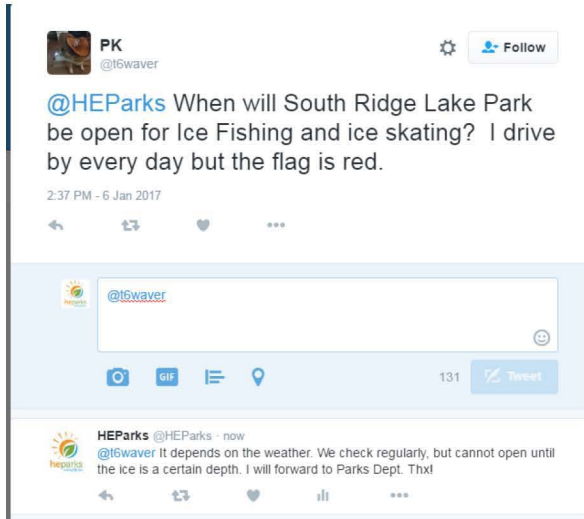 PK
@t6waver
Follow
@HEParks When will South Ridge Lake Park
be open for Ice Fishing and ice skating?  I drive
by every day but the flag is red.
2:37 PM - 6 Jan 2017
heparks
@t6waver
GIF
131
Tweet
HEParks @HEParks · now
@t6waver It depends on the weather. We check regularly, but cannot open until
the ice is a certain depth. I will forward to Parks Dept. Thx!
heparks